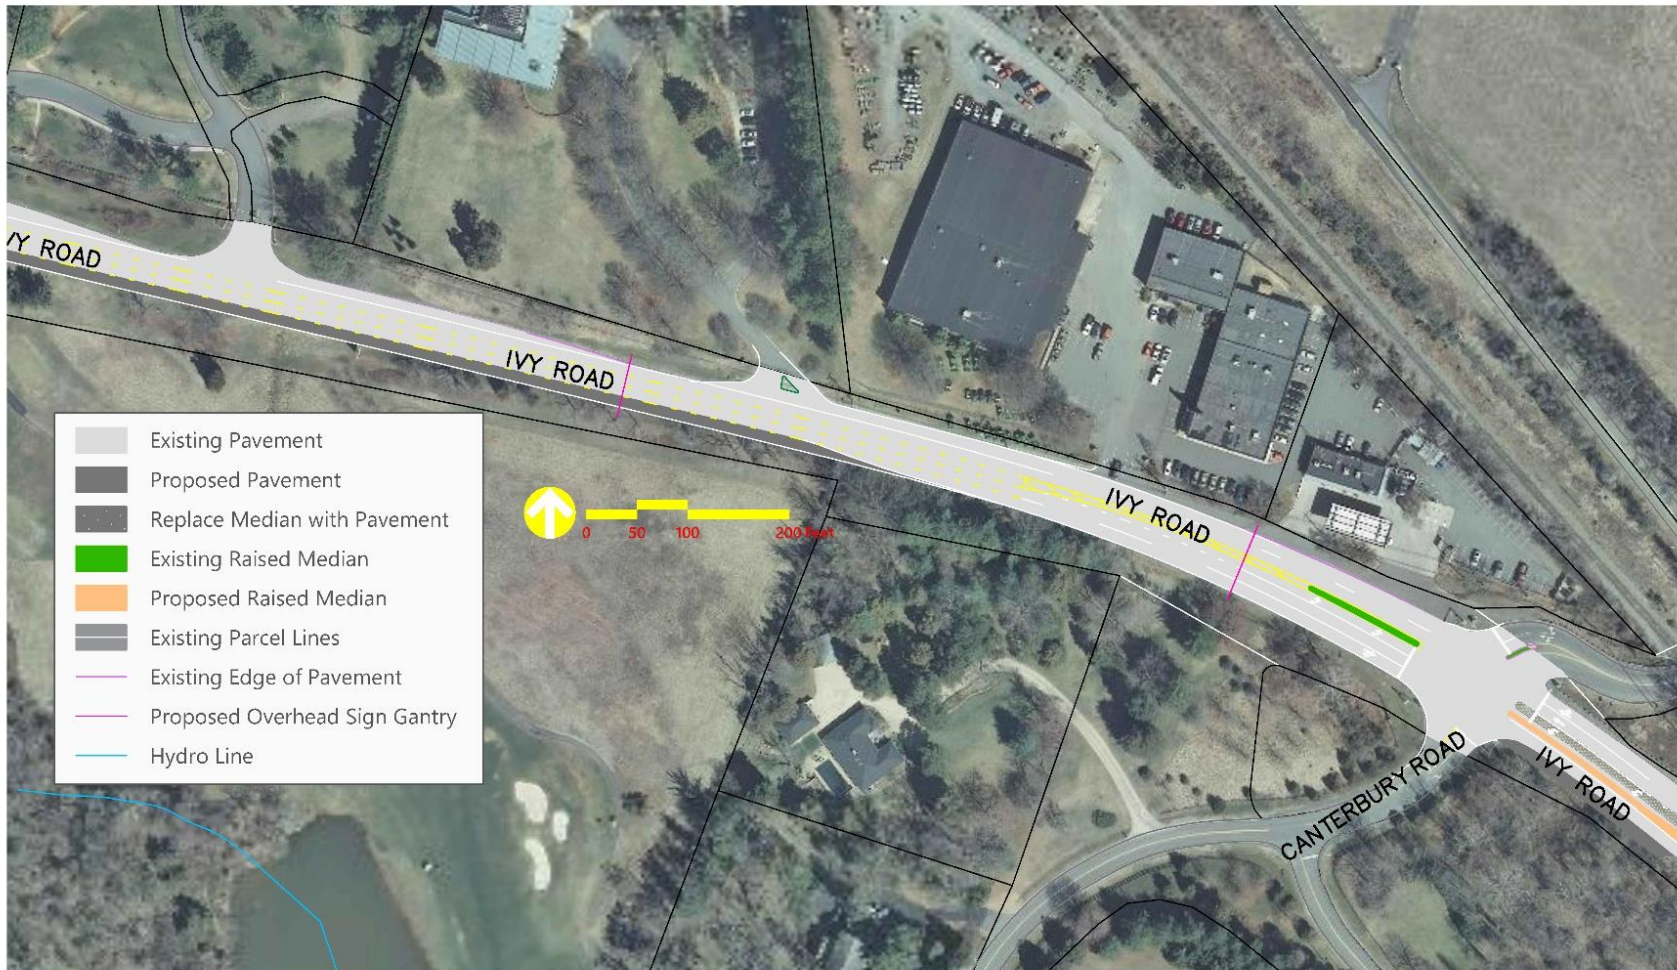 VY ROAD
IVY ROAD
IVY ROAD
IVY ROAD
CANTERBURY ROAD
Existing Pavement
Proposed Pavement
Replace Median with Pavement
Existing Raised Median
Proposed Raised Median
Existing Parcel Lines
Existing Edge of Pavement
Proposed Overhead Sign Gantry
Hydro Line
0 50 100 200 Feet